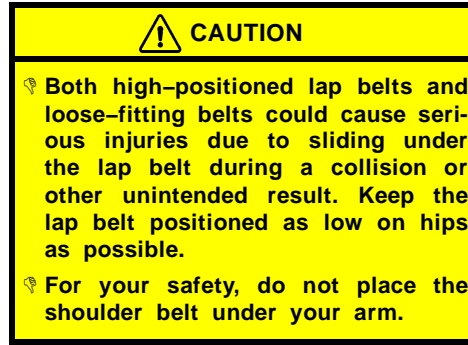 CAUTION
Both high–positioned lap belts and
loose–fitting belts could cause seri-
ous injuries due to sliding under
the lap belt during a collision or
other unintended result. Keep the
lap belt positioned as low on hips
as possible.
For your safety, do not place the
shoulder belt under your arm.